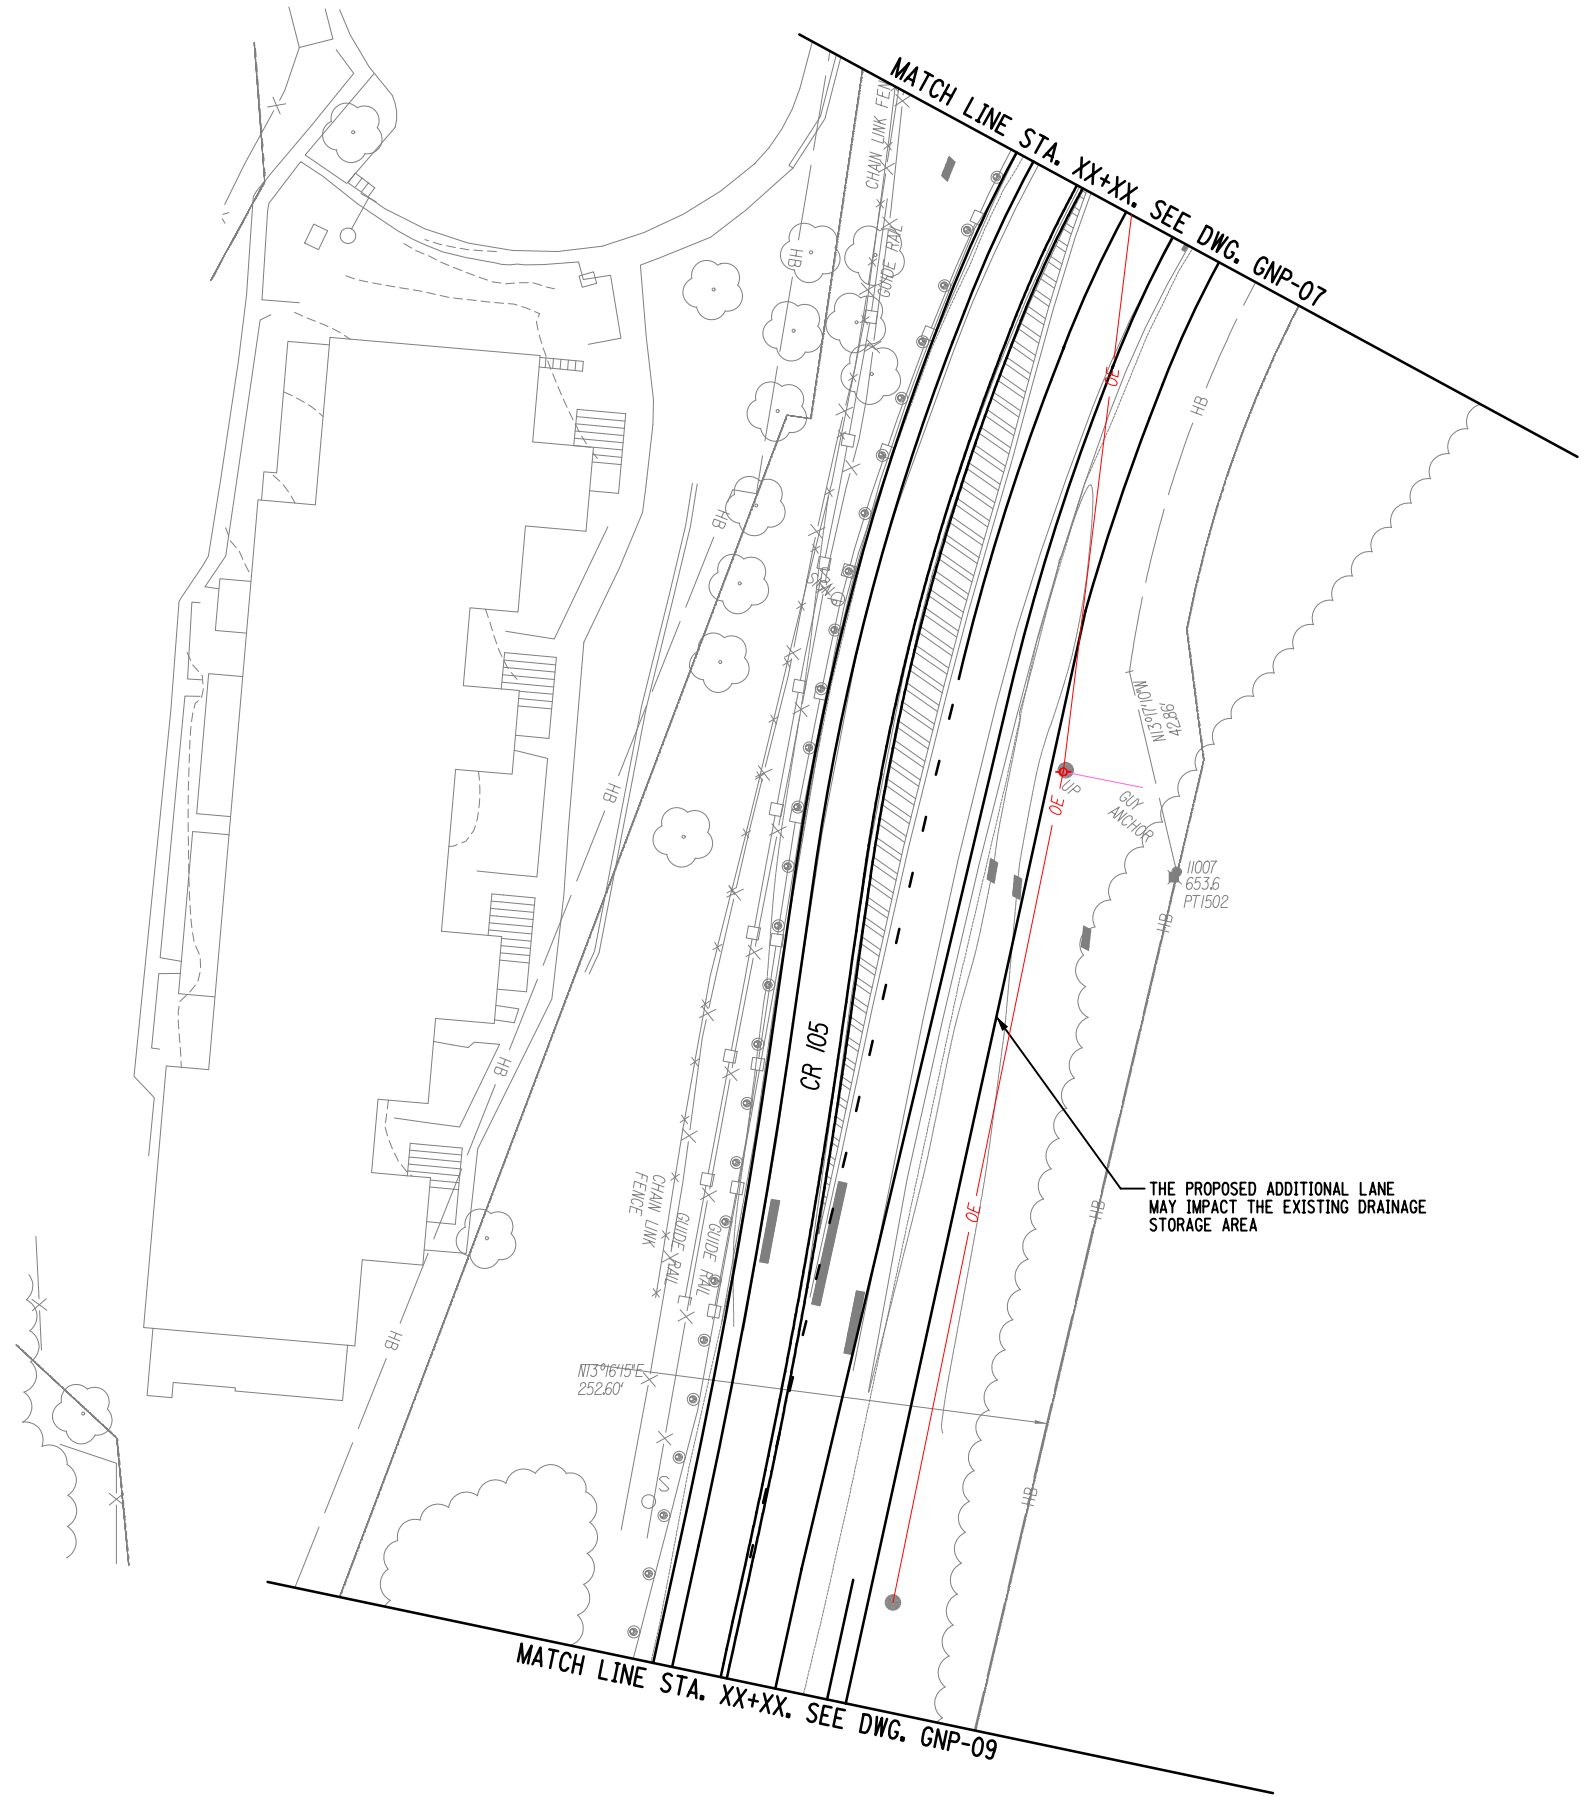 MATCH LINE STA. XX+XX. SEE DWG. GNP-07
CHAIN LINK FEN
GUIDE RAIL
HB
HB
OE
HB
SIGN
N13°17'10"W
42.86'
HB
OE
UP
GUY
ANCHOR
11007
653.6
PT1502
HB
CR 105
HB
THE PROPOSED ADDITIONAL LANE
MAY IMPACT THE EXISTING DRAINAGE
STORAGE AREA
CHAIN LINK
FENCE
GUIDE RAIL
GUIDE RAIL
OE
HB
HB
N13°16'15"E
252.60'
S
HB
MATCH LINE STA. XX+XX. SEE DWG. GNP-09